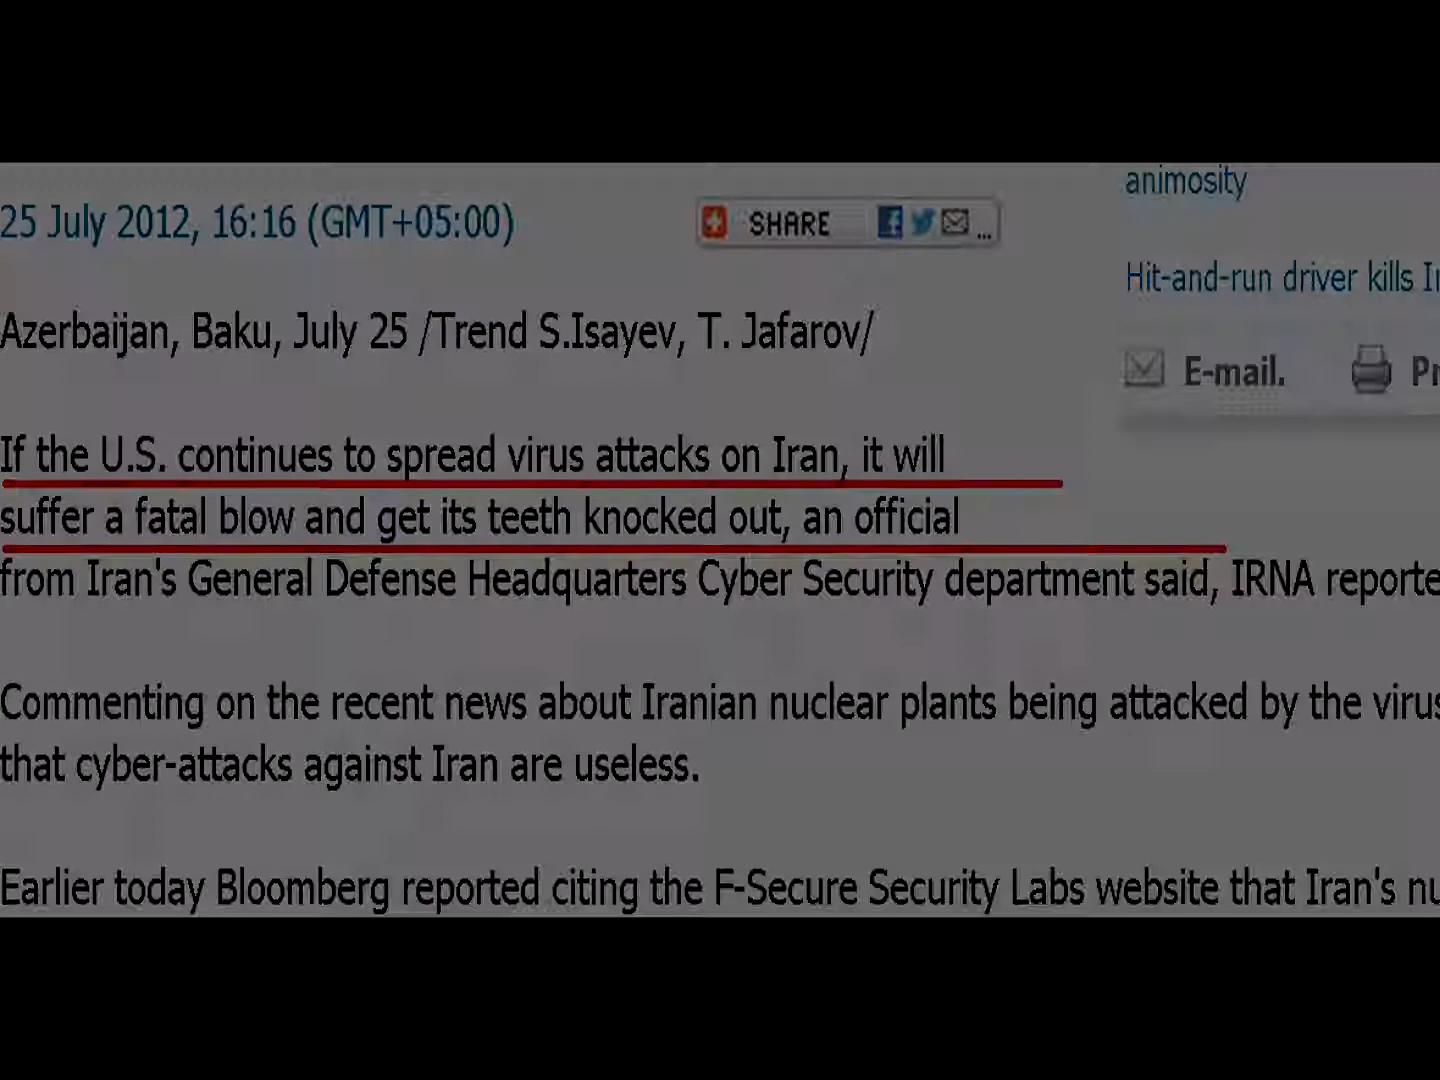 animosity
25 July 2012, 16:16 (GMT+05:00)
SHARE
...
Hit-and-run driver kills
Azerbaijan, Baku, July 25 /Trend S.Isayev, T. Jafarov/
E-mail.
If the U.S. continues to spread virus attacks on Iran, it will
suffer a fatal blow and get its teeth knocked out, an official
from Iran's General Defense Headquarters Cyber Security department said, IRNA
Commenting on the recent news about Iranian nuclear plants being attacked by the
that cyber-attacks against Iran are useless.
Earlier today Bloomberg reported citing the F-Secure Security Labs website that Iran's